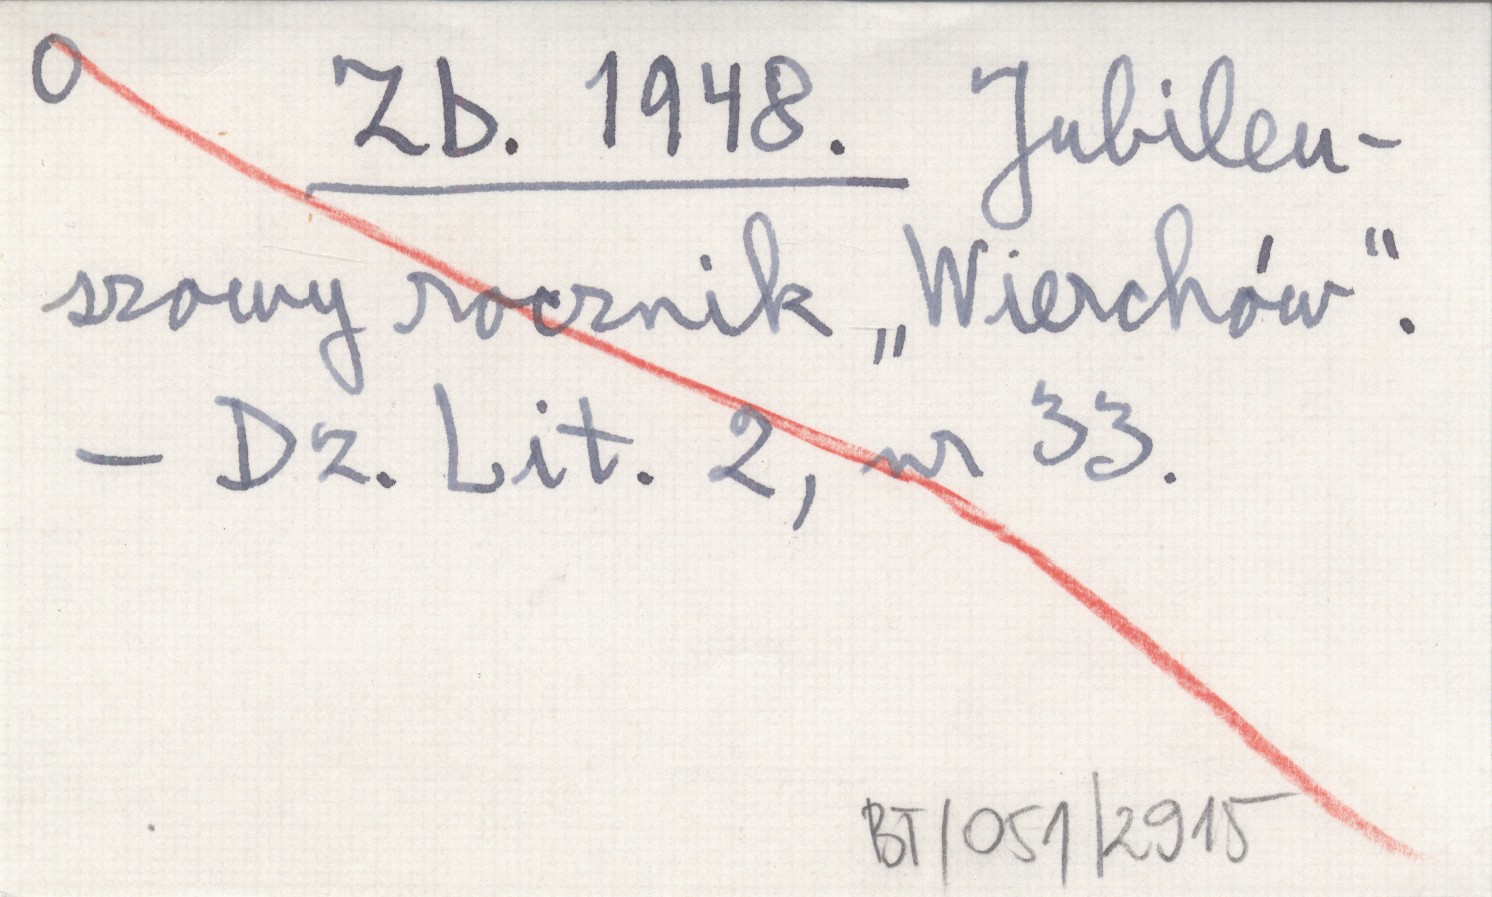 O Zb. 1948. Jubileu-
szowy rocznik „Wierchów".
– Dz. Lit. 2, nr 33.
BT/051/2915